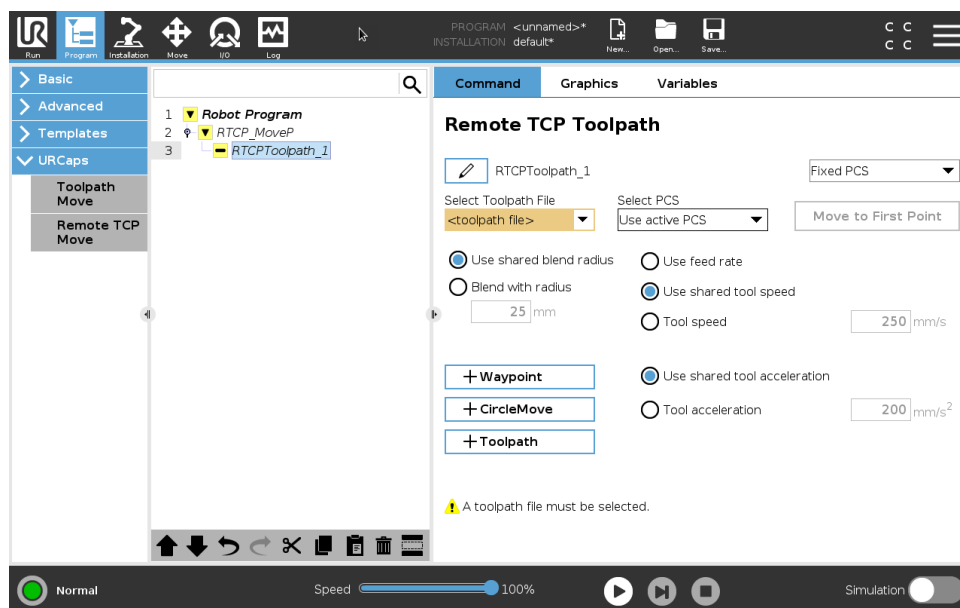 UR
Run
Program
Installation
Move
I/O
Log
PROGRAM <unnamed>*
INSTALLATION default*
New...
Open...
Save...
C C
C C
Basic
Advanced
Templates
URCaps
Toolpath
Move
Remote TCP
Move
1 Robot Program
2 RTCP_MoveP
3 RTCPToolpath_1
Command Graphics Variables
Remote TCP Toolpath
RTCPToolpath_1
Fixed PCS
Select Toolpath File
Select PCS
<toolpath file>
Use active PCS
Move to First Point
Use shared blend radius
Use feed rate
Blend with radius
Use shared tool speed
25 mm
Tool speed
250 mm/s
+Waypoint
Use shared tool acceleration
+CircleMove
Tool acceleration
200 mm/s²
+Toolpath
A toolpath file must be selected.
Normal
Speed
100%
Simulation